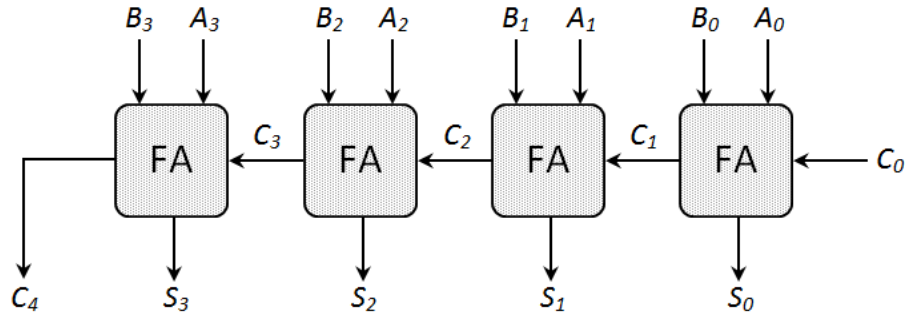 B3 A3 B2 A2 B1 A1 B0 A0
FA C3 FA C2 FA C1 FA C0
C4 S3 S2 S1 S0